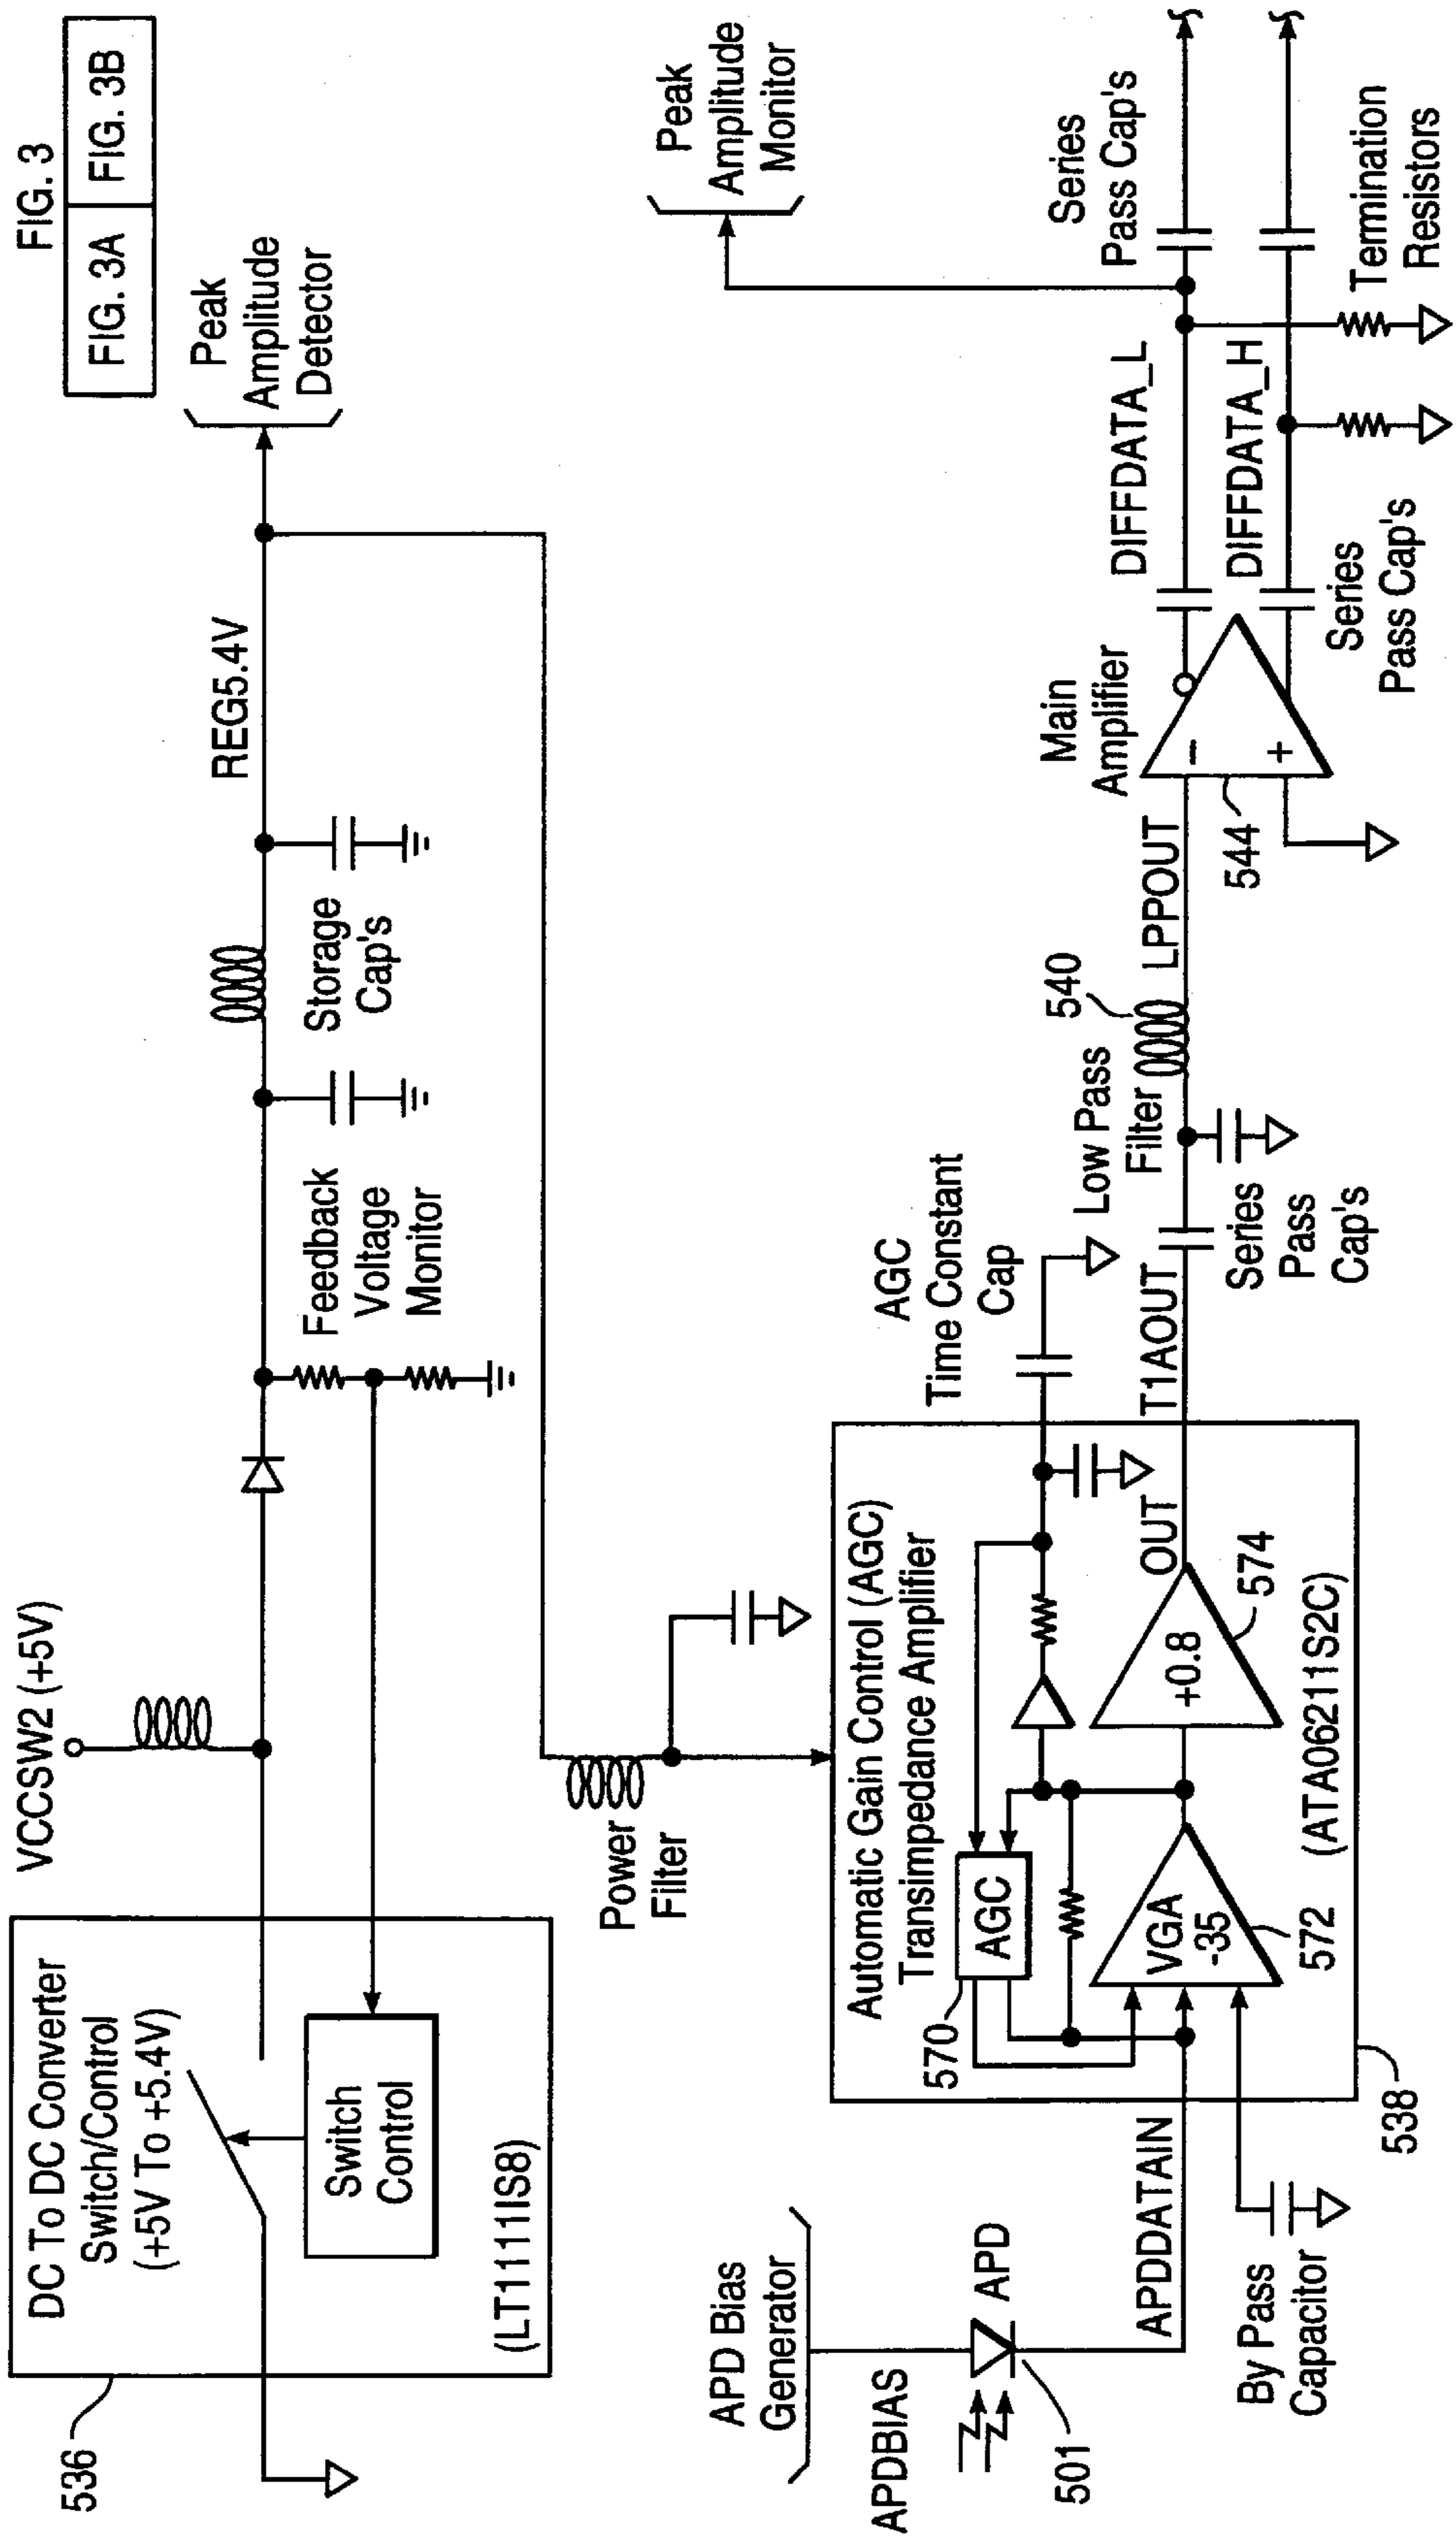 FIG. 3
FIG. 3A
FIG. 3B
VCCSW2 (+5V)
DC To DC Converter
Switch/Control
(+5V To +5.4V)
Switch
Control
(LT1111IS8)
536
Feedback
Voltage
Monitor
Storage
Cap's
REG5.4V
Peak
Amplitude
Detector
Power
Filter
APD Bias
Generator
APDBIAS
APD
501
APDDATAIN
By Pass
Capacitor
Automatic Gain Control (AGC)
Transimpedance Amplifier
570
AGC
VGA
-35
572
+0.8
574
OUT
(ATA06211S2C)
538
AGC
Time Constant
Cap
T1AOUT
Series
Pass
Cap's
Low Pass
Filter
540
LPPOUT
Main
Amplifier
-
+
544
DIFFDATA_L
DIFFDATA_H
Series
Pass Cap's
Peak
Amplitude
Monitor
Series
Pass Cap's
Termination
Resistors